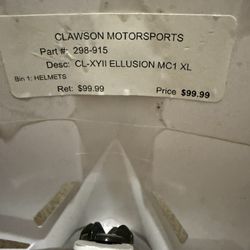 CLAWSON MOTORSPORTS
Part #: 298-915
Desc: CL-XYII ELLUSION MC1 XL
Bin 1: HELMETS
Ret: $99.99 Price $99.99